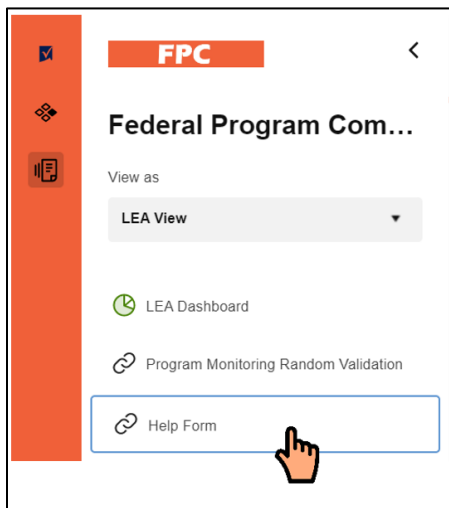 FPC
Federal Program Com...
View as
LEA View
LEA Dashboard
Program Monitoring Random Validation
Help Form